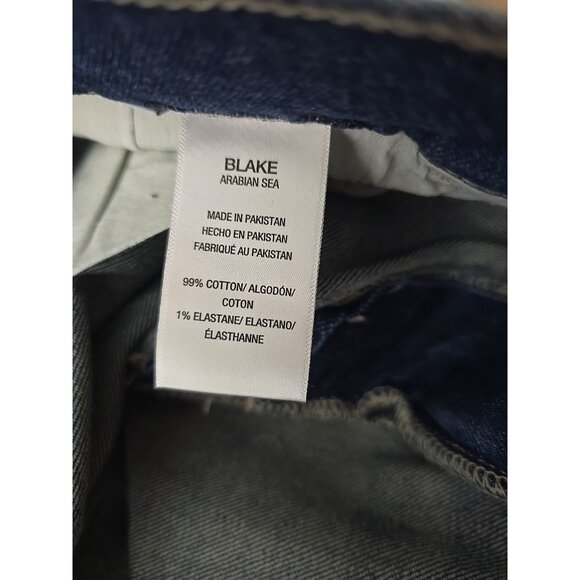 BLAKE
ARABIAN SEA
MADE IN PAKISTAN
HECHO EN PAKISTAN
FABRIQUÉ AU PAKISTAN
99% COTTON/ ALGODÓN/
COTON
1% ELASTANE/ ELASTANO/
ÉLASTHANNE